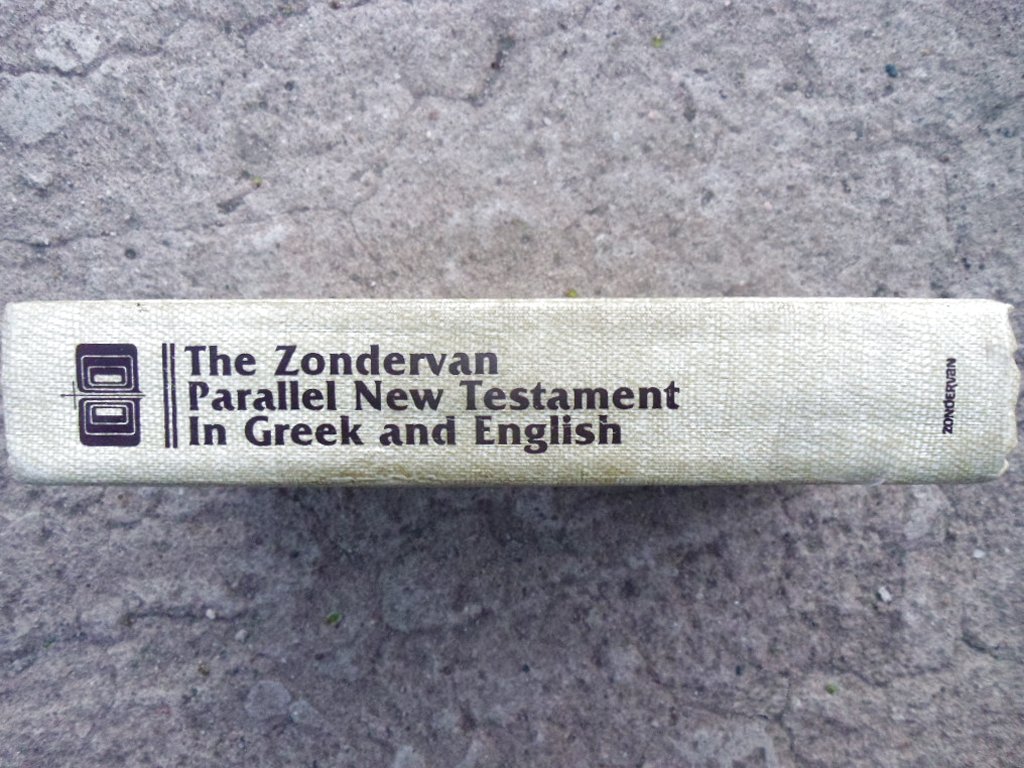 The Zondervan
Parallel New Testament
In Greek and English
ZONDERVAN